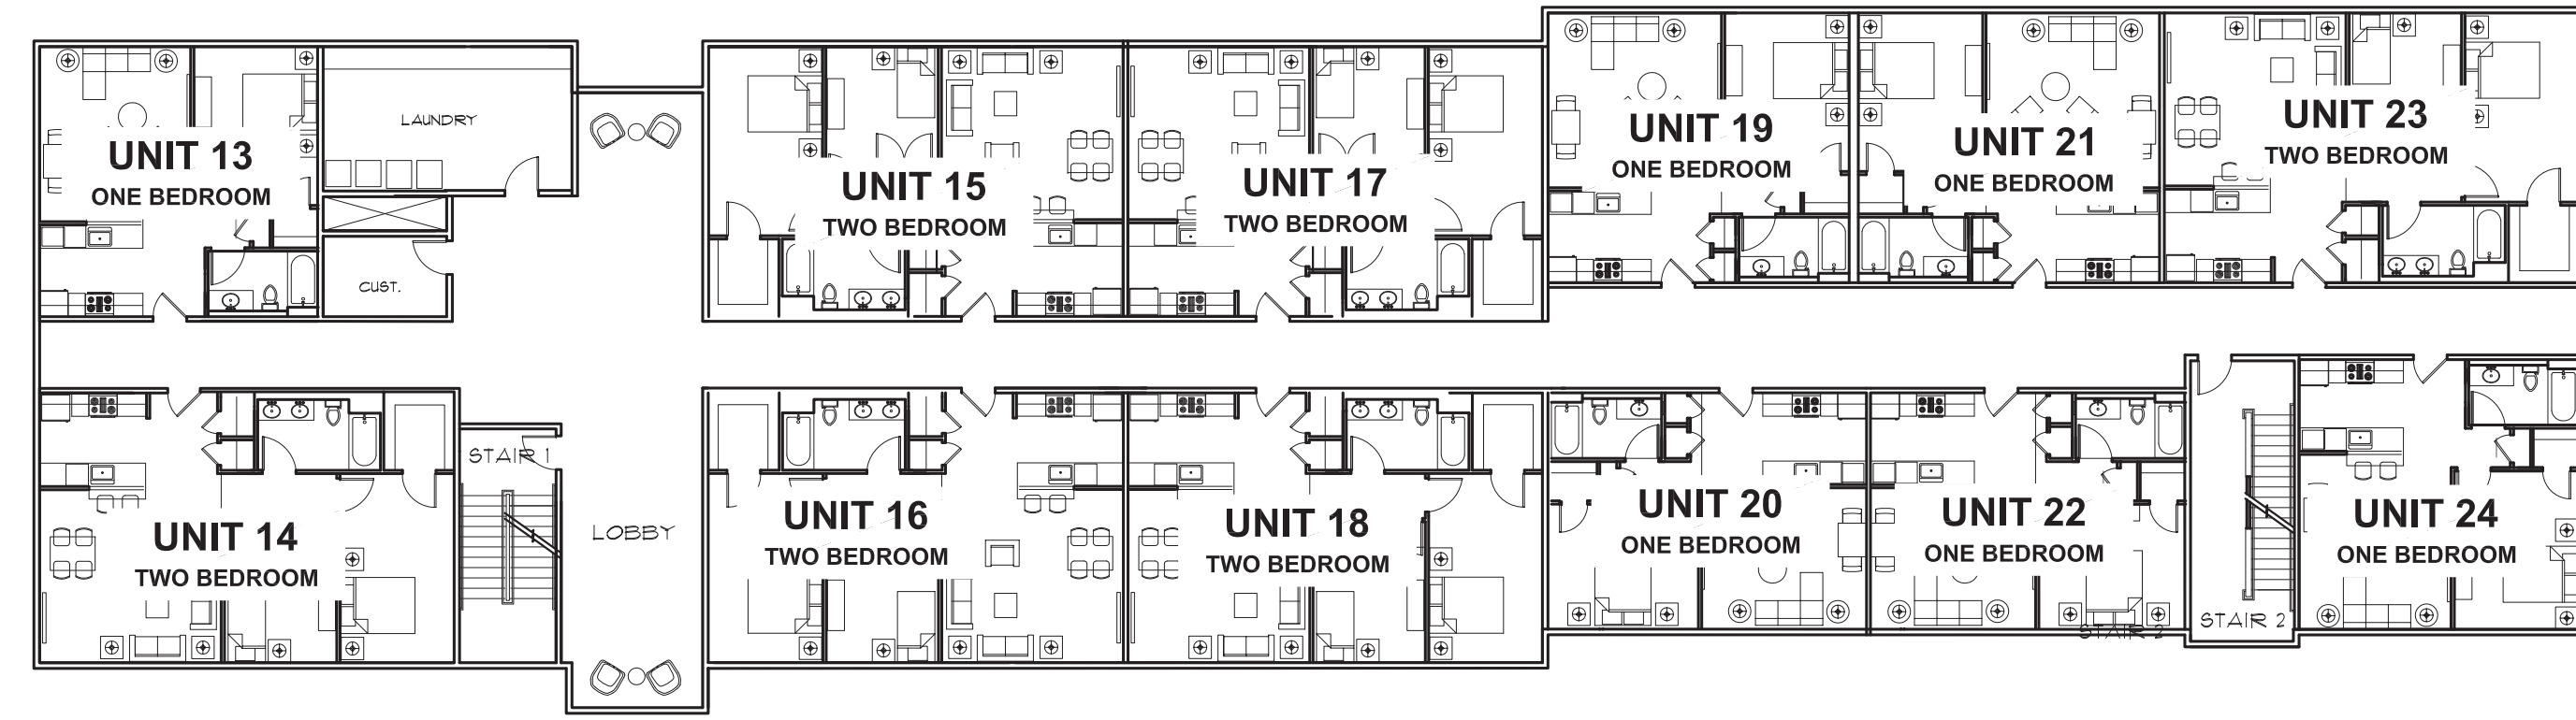 UNIT 13
ONE BEDROOM
LAUNDRY
CUST.
UNIT 15
TWO BEDROOM
UNIT 17
TWO BEDROOM
UNIT 19
ONE BEDROOM
UNIT 21
ONE BEDROOM
UNIT 23
TWO BEDROOM
UNIT 14
TWO BEDROOM
STAIR 1
LOBBY
UNIT 16
TWO BEDROOM
UNIT 18
TWO BEDROOM
UNIT 20
ONE BEDROOM
UNIT 22
ONE BEDROOM
STAIR 2
STAIR 2
UNIT 24
ONE BEDROOM